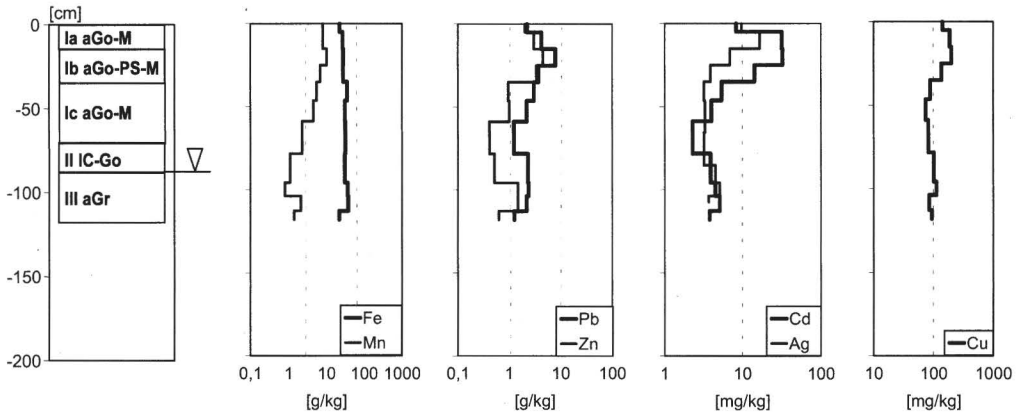 [cm]
0
Ia aGo-M
Ib aGo-PS-M
-50
Ic aGo-M
II lC-Go
-100
III aGr
-150
-200
Fe
Mn
0,1 1 10 100 1000
[g/kg]
Pb
Zn
0,1 1 10 100
[g/kg]
Cd
Ag
1 10 100
[mg/kg]
Cu
10 100 1000
[mg/kg]